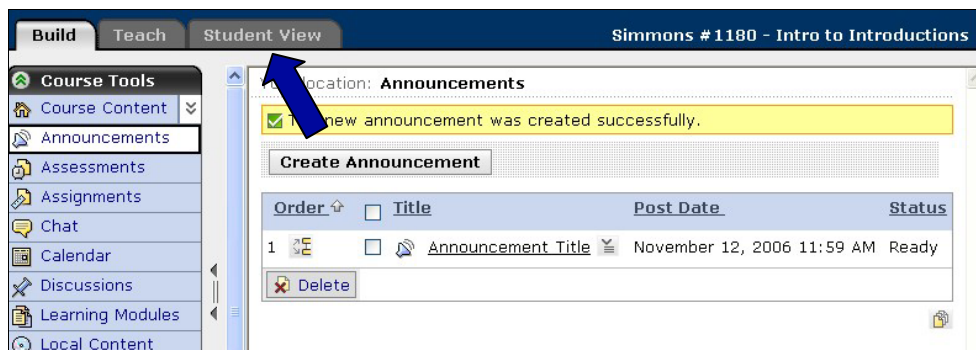 Build Teach Student View Simmons #1180 - Intro to Introductions
Course Tools
Course Content
Announcements
Assessments
Assignments
Chat
Calendar
Discussions
Learning Modules
Local Content
location: Announcements
new announcement was created successfully.
Create Announcement
Order Title Post Date Status
1 Announcement Title November 12, 2006 11:59 AM Ready
Delete